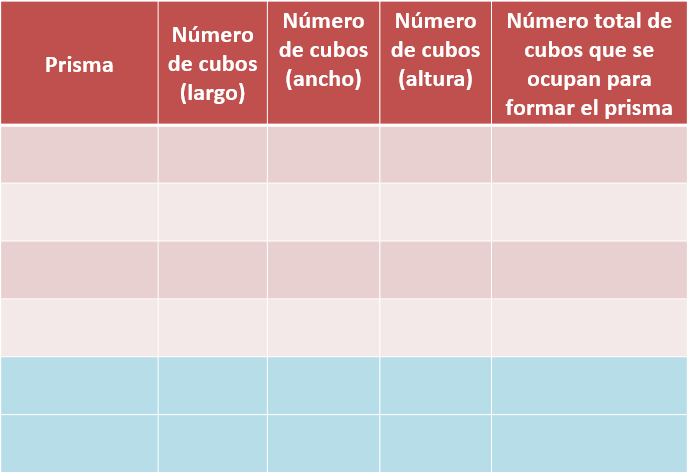 Prisma
Número
de cubos
(largo)
Número
de cubos
(ancho)
Número
de cubos
(altura)
Número total de
cubos que se
ocupan para
formar el prisma